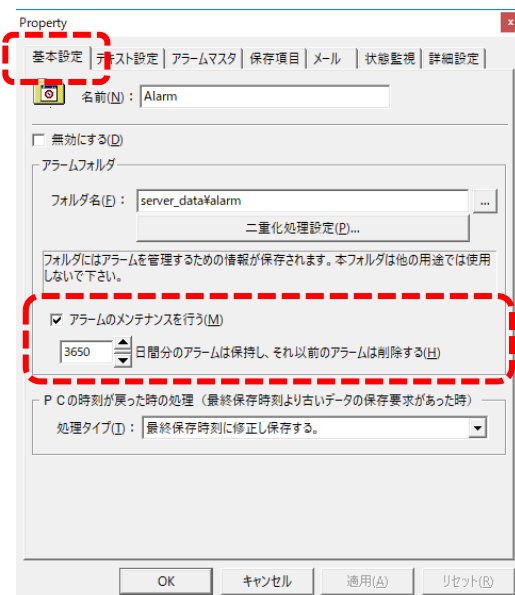 Property
x
基本設定 テキスト設定 アラームマスタ 保存項目 メール 状態監視 詳細設定
名前(N)： Alarm
無効にする(D)
アラームフォルダ
フォルダ名(F)： server_data¥alarm ...
二重化処理設定(P)...
フォルダにはアラームを管理するための情報が保存されます。本フォルダは他の用途では使用
しないで下さい。
アラームのメンテナンスを行う(M)
3650 日間分のアラームは保持し、それ以前のアラームは削除する(H)
ＰＣの時刻が戻った時の処理（最終保存時刻より古いデータの保存要求があった時）
処理タイプ(T)： 最終保存時刻に修正し保存する。
OK キャンセル 適用(A) リセット(R)